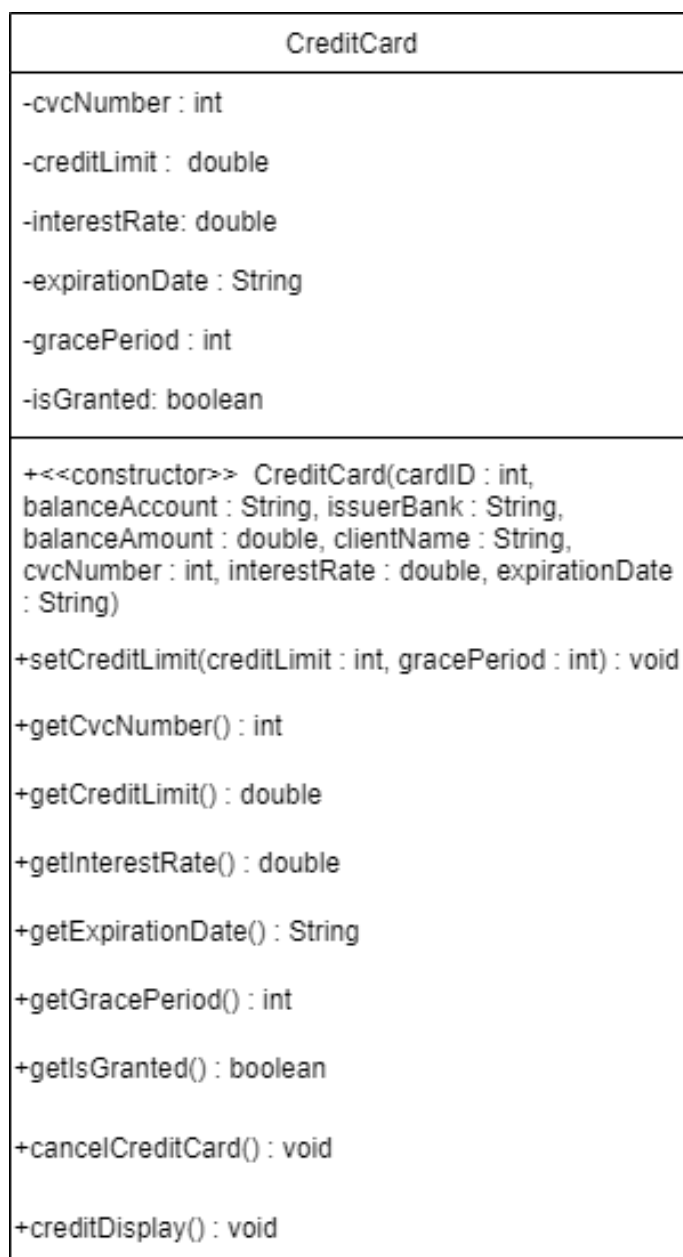 CreditCard
-cvcNumber : int
-creditLimit :  double
-interestRate: double
-expirationDate : String
-gracePeriod : int
-isGranted: boolean
+<<constructor>>  CreditCard(cardID : int,
balanceAccount : String, issuerBank : String,
balanceAmount : double, clientName : String,
cvcNumber : int, interestRate : double, expirationDate
: String)
+setCreditLimit(creditLimit : int, gracePeriod : int) : void
+getCvcNumber() : int
+getCreditLimit() : double
+getInterestRate() : double
+getExpirationDate() : String
+getGracePeriod() : int
+getIsGranted() : boolean
+cancelCreditCard() : void
+creditDisplay() : void